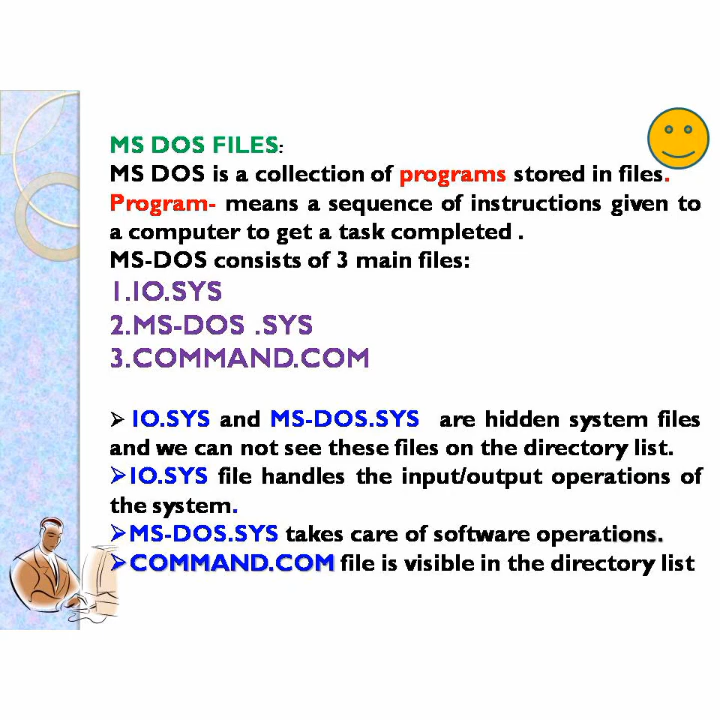 MS DOS FILES:
MS DOS is a collection of programs stored in files.
Program- means a sequence of instructions given to
a computer to get a task completed .
MS-DOS consists of 3 main files:
1.IO.SYS
2.MS-DOS .SYS
3.COMMAND.COM
➢ IO.SYS and MS-DOS.SYS are hidden system files
and we can not see these files on the directory list.
➢IO.SYS file handles the input/output operations of
the system.
➢MS-DOS.SYS takes care of software operations.
➢COMMAND.COM file is visible in the directory list